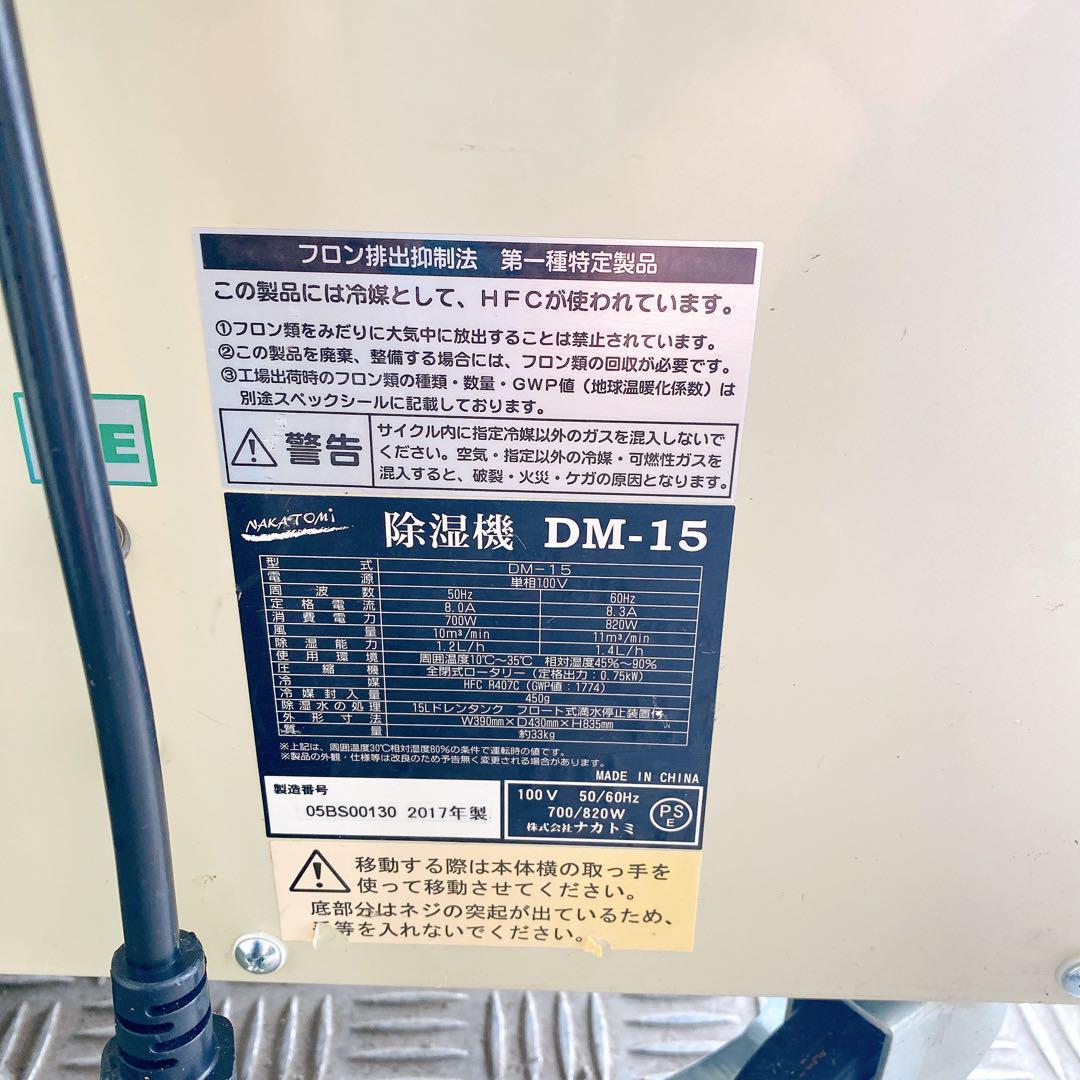 フロン排出抑制法 第一種特定製品
この製品には冷媒として、HFCが使われています。
①フロン類をみだりに大気中に放出することは禁止されています。
②この製品を廃棄、整備する場合には、フロン類の回収が必要です。
③工場出荷時のフロン類の種類・数量・GWP値（地球温暖化係数）は
別途スペックシールに記載しております。
警告
サイクル内に指定冷媒以外のガスを混入しないで
ください。空気・指定以外の冷媒・可燃性ガスを
混入すると、破裂・火災・ケガの原因となります。
E
NAKATOMI 除湿機 DM-15
型式 DM-15
電源 単相100V
周波数 50Hz 60Hz
定格電流 8.0A 8.3A
消費電力 700W 820W
風量 10m³/min 11m³/min
除湿能力 1.2L/h 1.4L/h
使用環境 周囲温度10℃～35℃ 相対湿度45%～90%
圧縮機 全閉式ロータリー（定格出力：0.75kW）
冷媒 HFC R407C（GWP値：1774）
冷媒封入量 450g
除湿水の処理 15Lドレンタンク フロート式満水停止装置付
外形寸法 W390mm×D430mm×H835mm
質量 約33kg
※上記は、周囲温度30℃相対湿度80%の条件で運転時の値です。
※製品の外観・仕様等は改良のため予告無く変更される場合があります。
MADE IN CHINA
製造番号
05BS00130 2017年製
100V 50/60Hz
700/820W
株式会社ナカトミ
PS
E
移動する際は本体横の取っ手を
使って移動させてください。
底部分はネジの突起が出ているため、
手等を入れないでください。